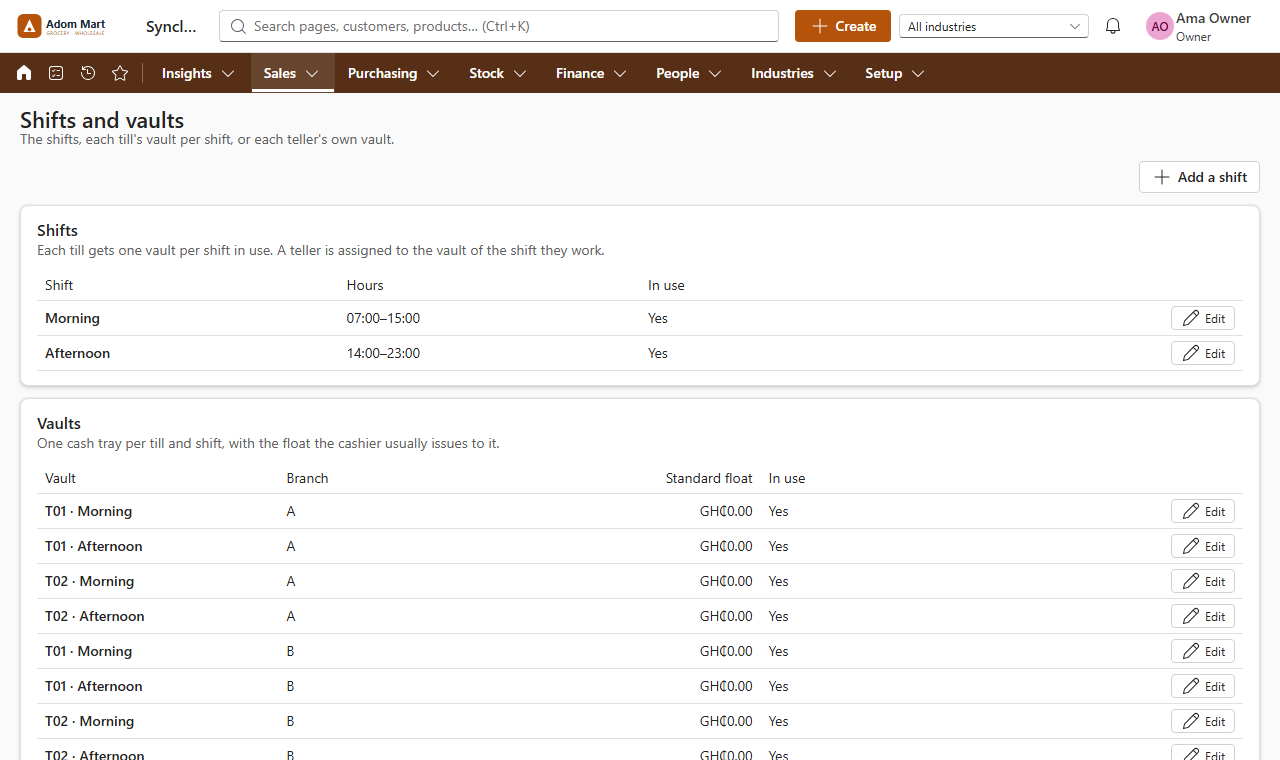 Adom Mart
GROCERY · WHOLESALE
Syncl...
Search pages, customers, products... (Ctrl+K)
Create
All industries
AO
Ama Owner
Owner
Insights
Sales
Purchasing
Stock
Finance
People
Industries
Setup
Shifts and vaults
The shifts, each till's vault per shift, or each teller's own vault.
Add a shift
Shifts
Each till gets one vault per shift in use. A teller is assigned to the vault of the shift they work.
Shift Hours In use
Morning 07:00–15:00 Yes Edit
Afternoon 14:00–23:00 Yes Edit
Vaults
One cash tray per till and shift, with the float the cashier usually issues to it.
Vault Branch Standard float In use
T01 · Morning A GH₵0.00 Yes Edit
T01 · Afternoon A GH₵0.00 Yes Edit
T02 · Morning A GH₵0.00 Yes Edit
T02 · Afternoon A GH₵0.00 Yes Edit
T01 · Morning B GH₵0.00 Yes Edit
T01 · Afternoon B GH₵0.00 Yes Edit
T02 · Morning B GH₵0.00 Yes Edit
T02 · Afternoon B GH₵0.00 Yes Edit